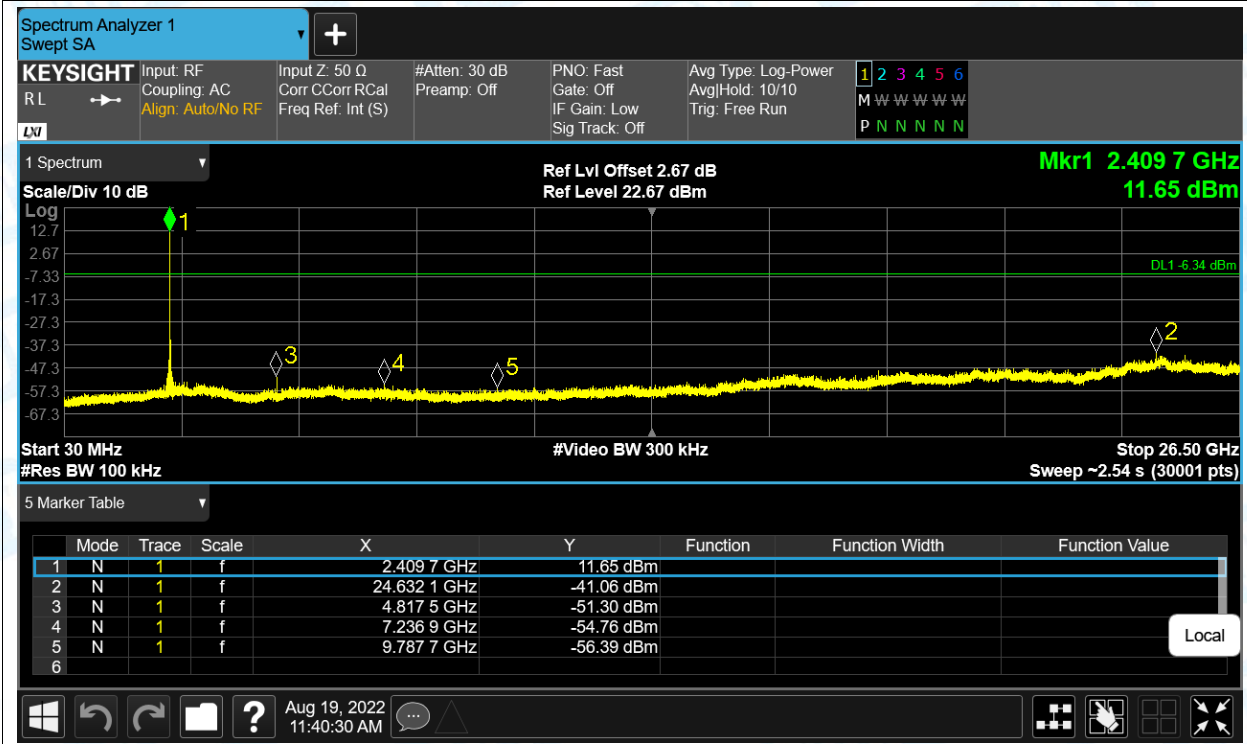 Spectrum Analyzer 1
Swept SA
+
KEYSIGHT
R L
LXI
Input: RF
Coupling: AC
Align: Auto/No RF
Input Z: 50 Ω
Corr CCorr RCal
Freq Ref: Int (S)
#Atten: 30 dB
Preamp: Off
PNO: Fast
Gate: Off
IF Gain: Low
Sig Track: Off
Avg Type: Log-Power
Avg|Hold: 10/10
Trig: Free Run
1 2 3 4 5 6
M W W W W W
P N N N N N
1 Spectrum
Scale/Div 10 dB
Ref Lvl Offset 2.67 dB
Ref Level 22.67 dBm
Mkr1 2.409 7 GHz
11.65 dBm
Log
12.7
2.67
-7.33
-17.3
-27.3
-37.3
-47.3
-57.3
-67.3
1
DL1 -6.34 dBm
2
3
4
5
Start 30 MHz
#Video BW 300 kHz
Stop 26.50 GHz
#Res BW 100 kHz
Sweep ~2.54 s (30001 pts)
5 Marker Table
Mode Trace Scale X Y Function Function Width Function Value
1 N 1 f 2.409 7 GHz 11.65 dBm
2 N 1 f 24.632 1 GHz -41.06 dBm
3 N 1 f 4.817 5 GHz -51.30 dBm
4 N 1 f 7.236 9 GHz -54.76 dBm
5 N 1 f 9.787 7 GHz -56.39 dBm
6
Local
?
Aug 19, 2022
11:40:30 AM